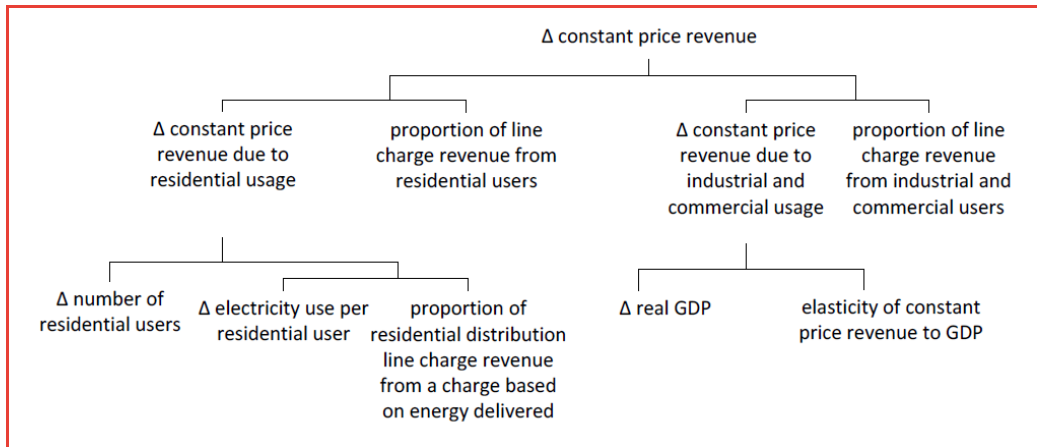 Δ constant price revenue
Δ constant price
revenue due to
residential usage
proportion of line
charge revenue from
residential users
Δ constant price
revenue due to
industrial and
commercial usage
proportion of line
charge revenue
from industrial and
commercial users
Δ number of
residential users
Δ electricity use per
residential user
proportion of
residential distribution
line charge revenue
from a charge based
on energy delivered
Δ real GDP
elasticity of constant
price revenue to GDP